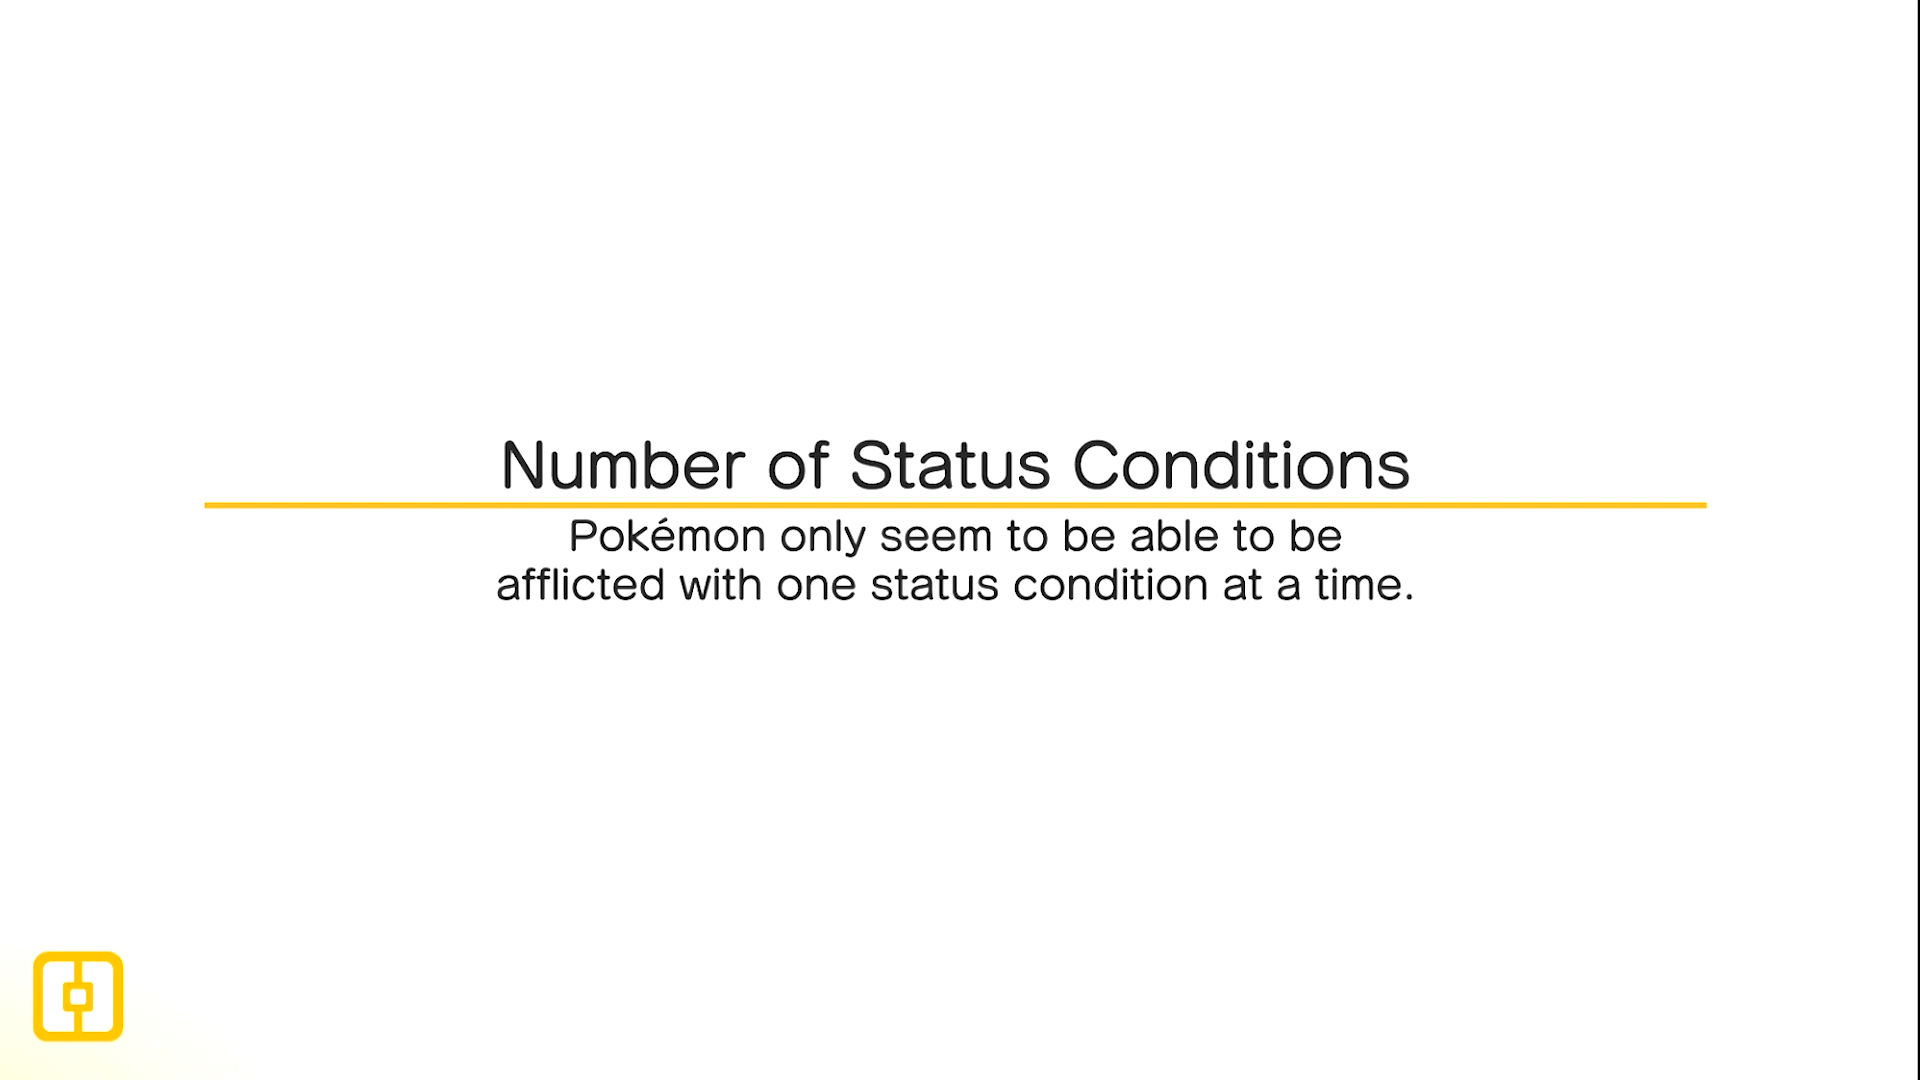 Number of Status Conditions
Pokémon only seem to be able to be
afflicted with one status condition at a time.